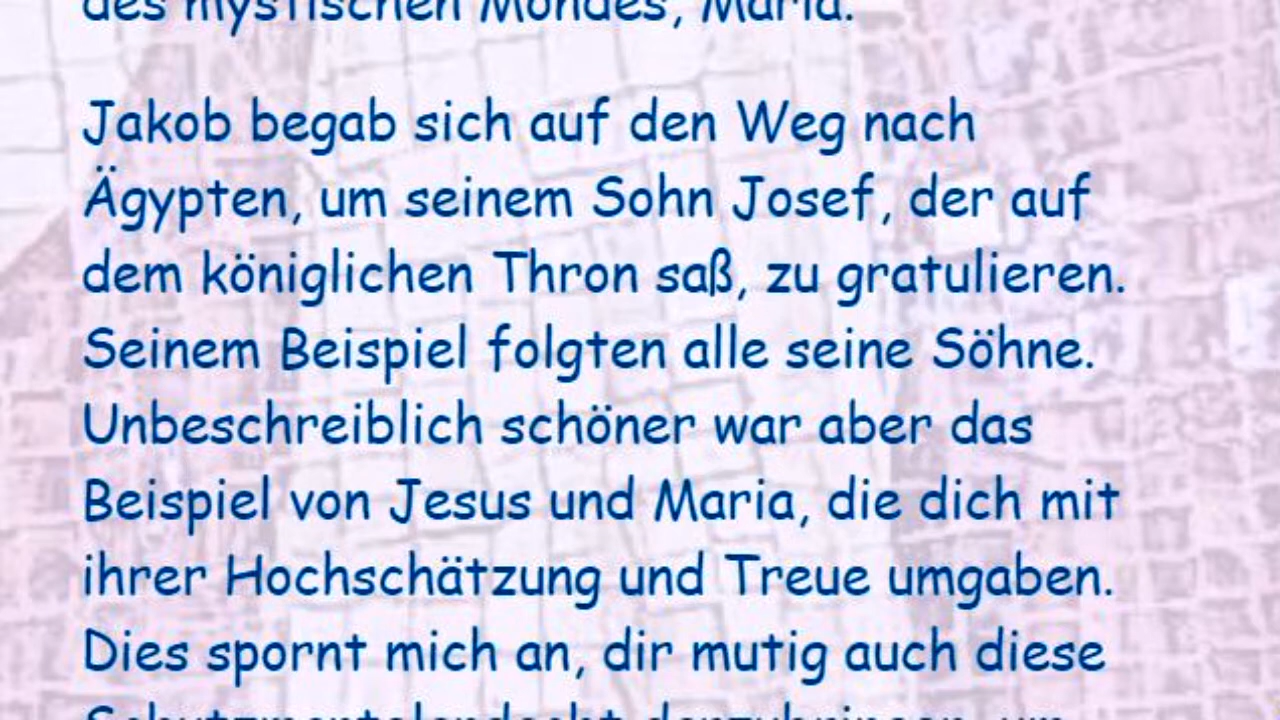 des mystischen Mondes, Maria.
Jakob begab sich auf den Weg nach
Ägypten, um seinem Sohn Josef, der auf
dem königlichen Thron saß, zu gratulieren.
Seinem Beispiel folgten alle seine Söhne.
Unbeschreiblich schöner war aber das
Beispiel von Jesus und Maria, die dich mit
ihrer Hochschätzung und Treue umgaben.
Dies spornt mich an, dir mutig auch diese